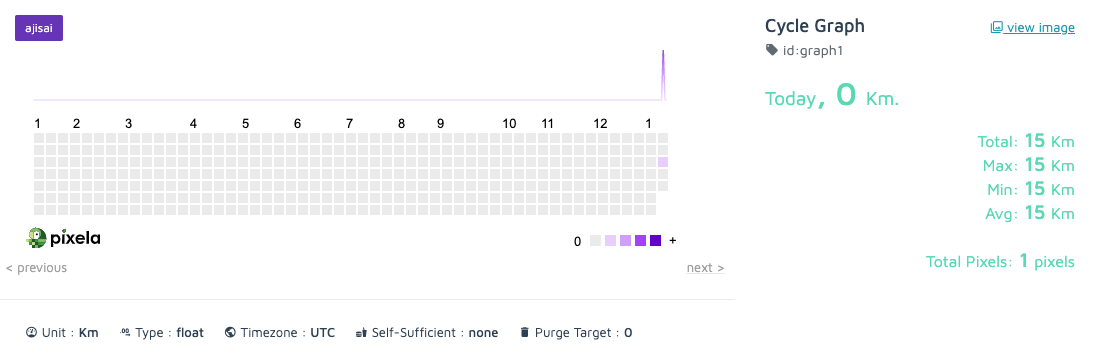 ajisai
1 2 3 4 5 6 7 8 9 10 11 12 1
pixela
0 +
< previous
next >
Unit : Km Type : float Timezone : UTC Self-Sufficient : none Purge Target : 0
Cycle Graph
view image
id:graph1
Today, 0 Km.
Total: 15 Km
Max: 15 Km
Min: 15 Km
Avg: 15 Km
Total Pixels: 1 pixels